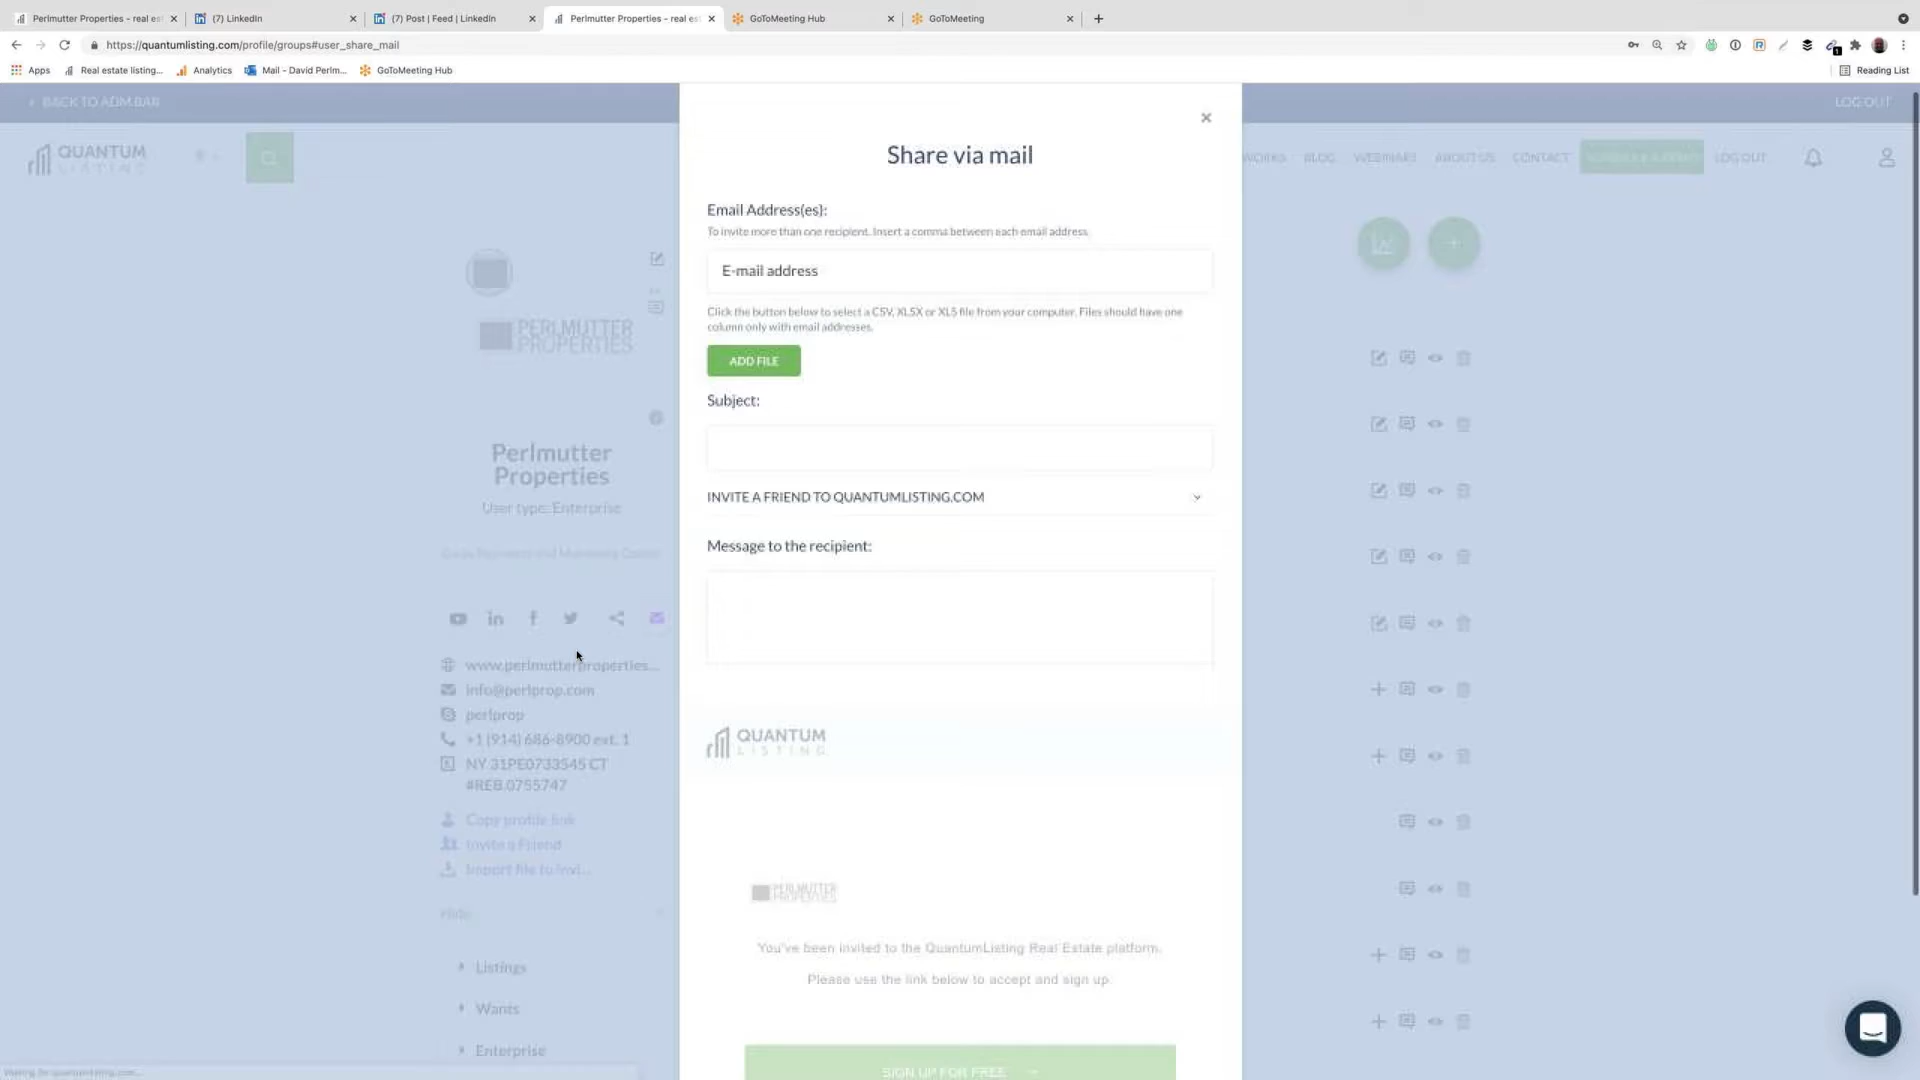 Perlmutter Properties - real es
(7) LinkedIn
(7) Post | Feed | LinkedIn
Perlmutter Properties - real es
GoToMeeting Hub
GoToMeeting
https://quantumlisting.com/profile/groups#user_share_mail
Apps
Real estate listing...
Analytics
Mail - David Perlm...
GoToMeeting Hub
Reading List
BACK TO ADM BAR
LOG OUT
QUANTUM
LISTING
WORKS
BLOG
WEBINARS
ABOUT US
CONTACT
LOG OUT
Share via mail
Email Address(es):
To invite more than one recipient. Insert a comma between each email address.
E-mail address
Click the button below to select a CSV, XLSX or XLS file from your computer. Files should have one
column only with email addresses.
ADD FILE
Subject:
INVITE A FRIEND TO QUANTUMLISTING.COM
Message to the recipient:
QUANTUM
LISTING
PERLMUTTER
PROPERTIES
You've been invited to the QuantumListing Real Estate platform.
Please use the link below to accept and sign up.
SIGN UP FOR FREE
PERLMUTTER
PROPERTIES
Perlmutter
Properties
User type: Enterprise
www.perlmutterproperties...
info@perlprop.com
perlprop
+1 (914) 686-8900 ext. 1
NY 31PE0733545 CT
#REB.0755747
Copy profile link
Invite a Friend
Import file to invi...
Listings
Wants
Enterprise
Waiting for quantumlisting.com...